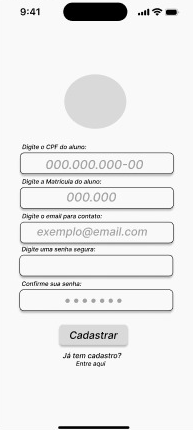 9:41
Digite o CPF do aluno:
000.000.000-00
Digite a Matricula do aluno:
000.000
Digite o email para contato:
exemplo@email.com
Digite uma senha segura:
Confirme sua senha:
•••••••
Cadastrar
Já tem cadastro?
Entre aqui